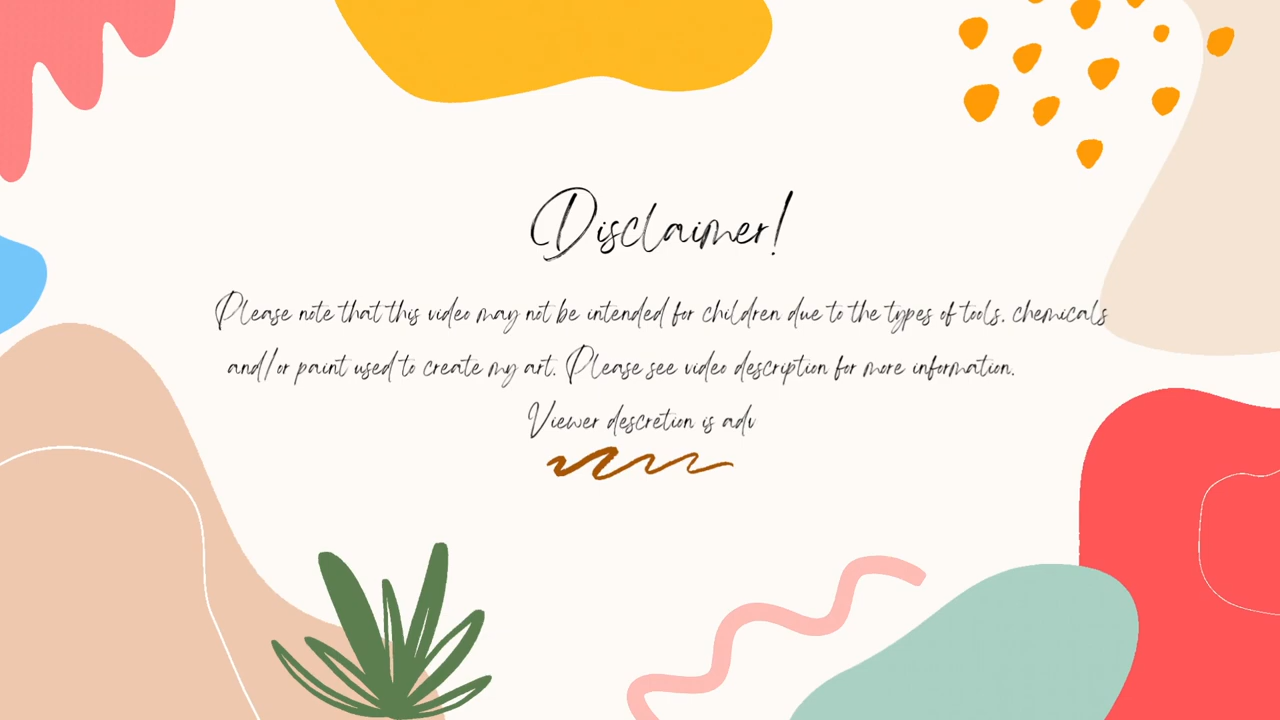 Disclaimer!
Please note that this video may not be intended for children due to the types of tools, chemicals
and/or paint used to create my art. Please see video description for more information.
Viewer descretion is adv